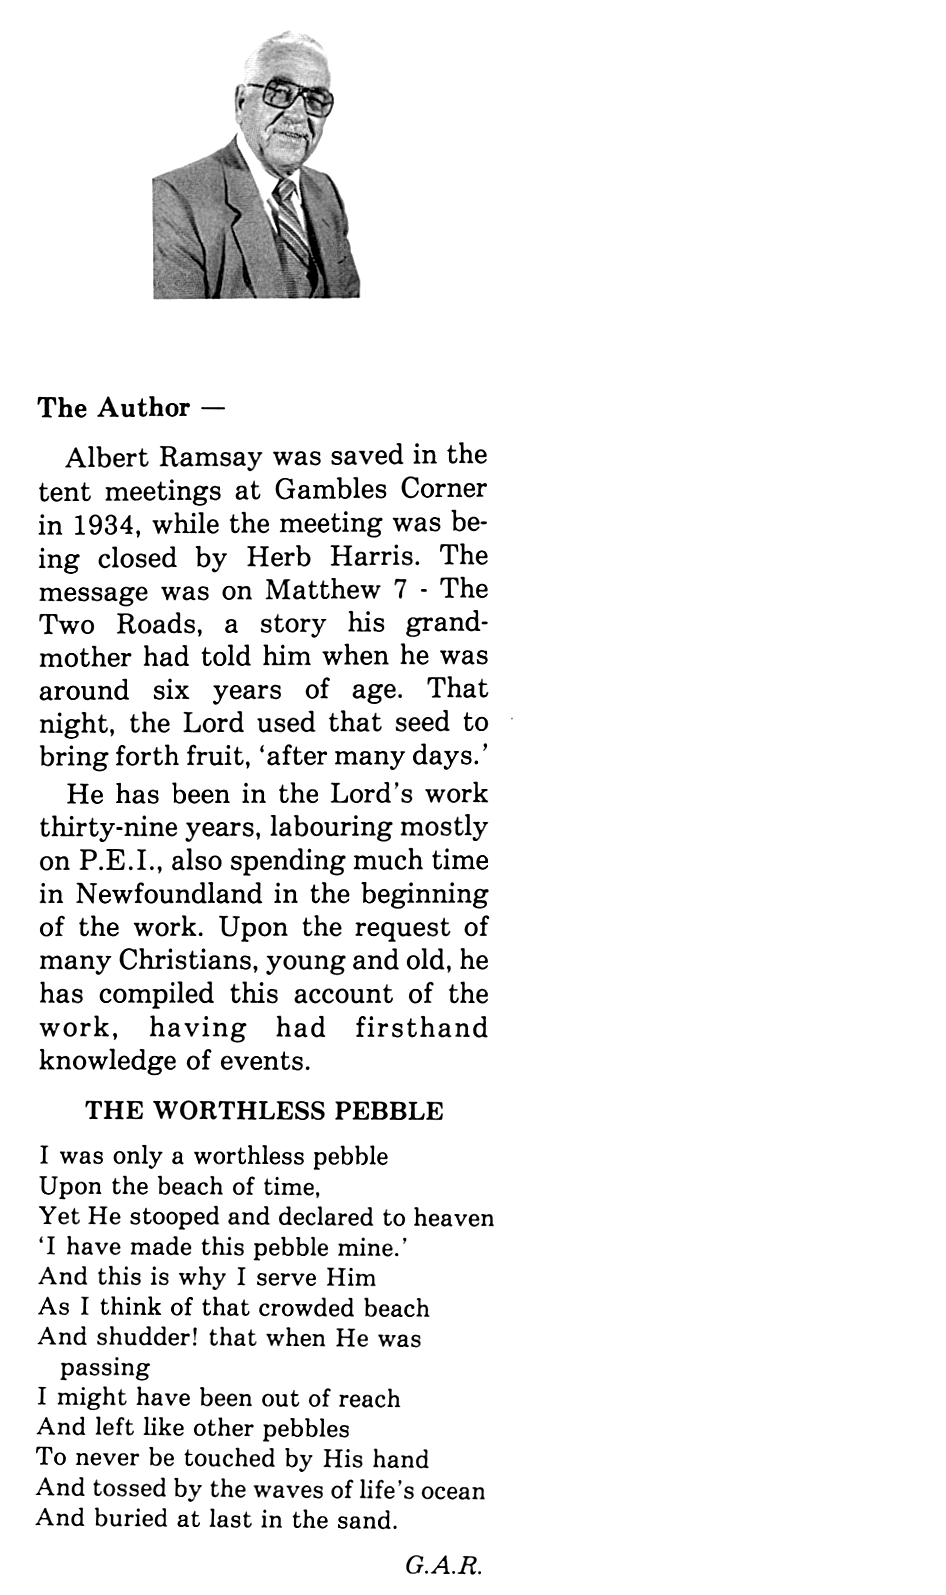 The Author —
Albert Ramsay was saved in the
tent meetings at Gambles Corner
in 1934, while the meeting was be-
ing closed by Herb Harris. The
message was on Matthew 7 - The
Two Roads, a story his grand-
mother had told him when he was
around six years of age. That
night, the Lord used that seed to
bring forth fruit, ‘after many days.’
He has been in the Lord’s work
thirty-nine years, labouring mostly
on P.E.I., also spending much time
in Newfoundland in the beginning
of the work. Upon the request of
many Christians, young and old, he
has compiled this account of the
work, having had firsthand
knowledge of events.
THE WORTHLESS PEBBLE
I was only a worthless pebble
Upon the beach of time,
Yet He stooped and declared to heaven
‘I have made this pebble mine.’
And this is why I serve Him
As I think of that crowded beach
And shudder! that when He was
passing
I might have been out of reach
And left like other pebbles
To never be touched by His hand
And tossed by the waves of life’s ocean
And buried at last in the sand.
G.A.R.